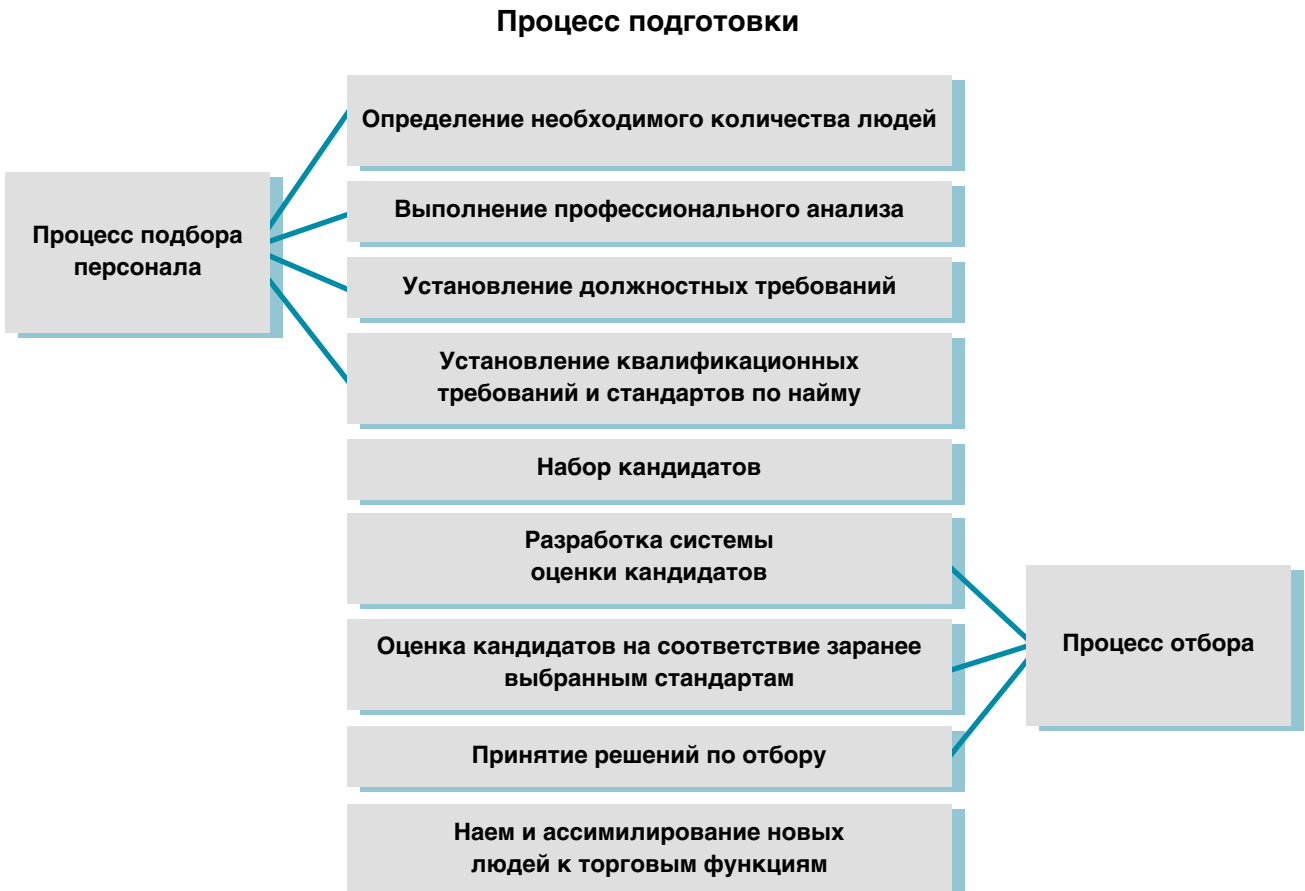 Процесс подготовки
Определение необходимого количества людей
Выполнение профессионального анализа
Процесс подбора
персонала
Установление должностных требований
Установление квалификационных
требований и стандартов по найму
Набор кандидатов
Разработка системы
оценки кандидатов
Оценка кандидатов на соответствие заранее
выбранным стандартам
Процесс отбора
Принятие решений по отбору
Наем и ассимилирование новых
людей к торговым функциям